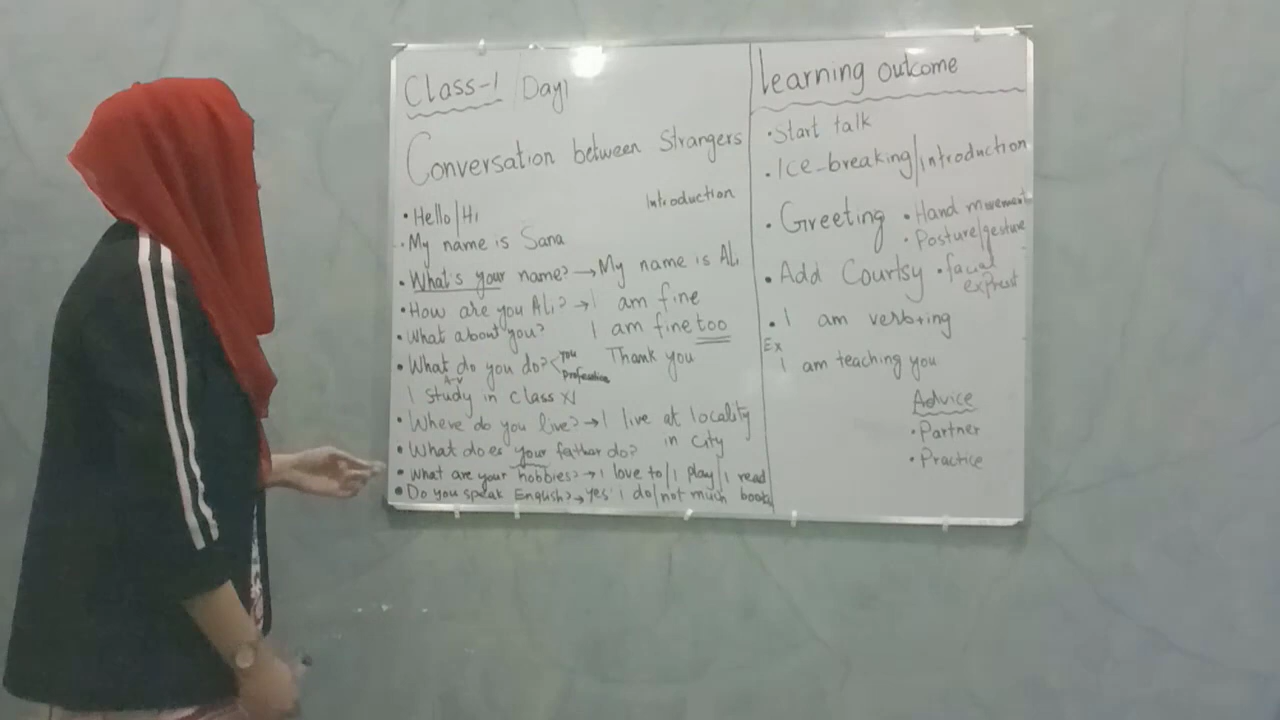 Class-1 Day1
Conversation between Strangers
Introduction
• Hello/Hi
• My name is Sana
• What's your name? → My name is Ali
• How are you Ali? → I am fine
• What about you? I am fine too
• What do you do? < you Profession Thank you
H-V
I study in class XI
• Where do you live? → I live at locality
in city
• What does your father do?
• What are your hobbies? → I love to/I play/I read
• Do you speak English? → Yes I do/not much books
Learning outcome
• Start talk
• Ice-breaking/introduction
• Greeting • Hand movement
• Posture/gesture
• Add Courtsy • facial
express
• I am verb+ing
Ex
I am teaching you
Advice
• Partner
• Practice